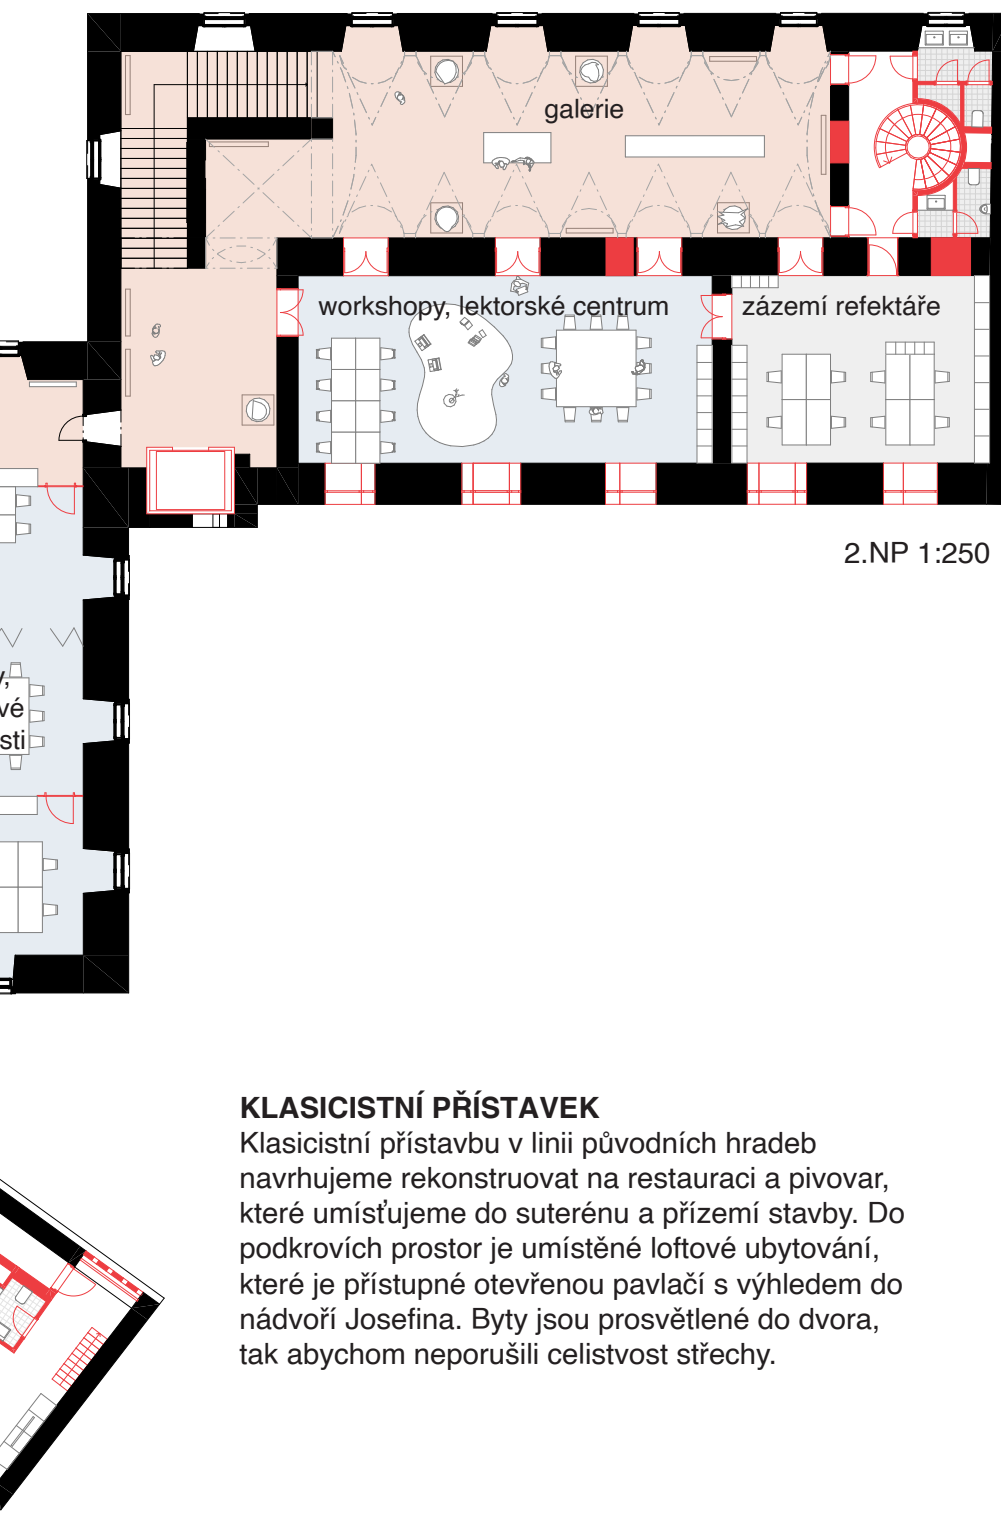 galerie
workshopy, lektorské centrum
zázemí refektáře
2.NP 1:250
vé
sti
KLASICISTNÍ PŘÍSTAVEK
Klasicistní přístavbu v linii původních hradeb
navrhujeme rekonstruovat na restauraci a pivovar,
které umísťujeme do suterénu a přízemí stavby. Do
podkrovích prostor je umístěné loftové ubytování,
které je přístupné otevřenou pavlačí s výhledem do
nádvoří Josefina. Byty jsou prosvětlené do dvora,
tak abychom neporušili celistvost střechy.